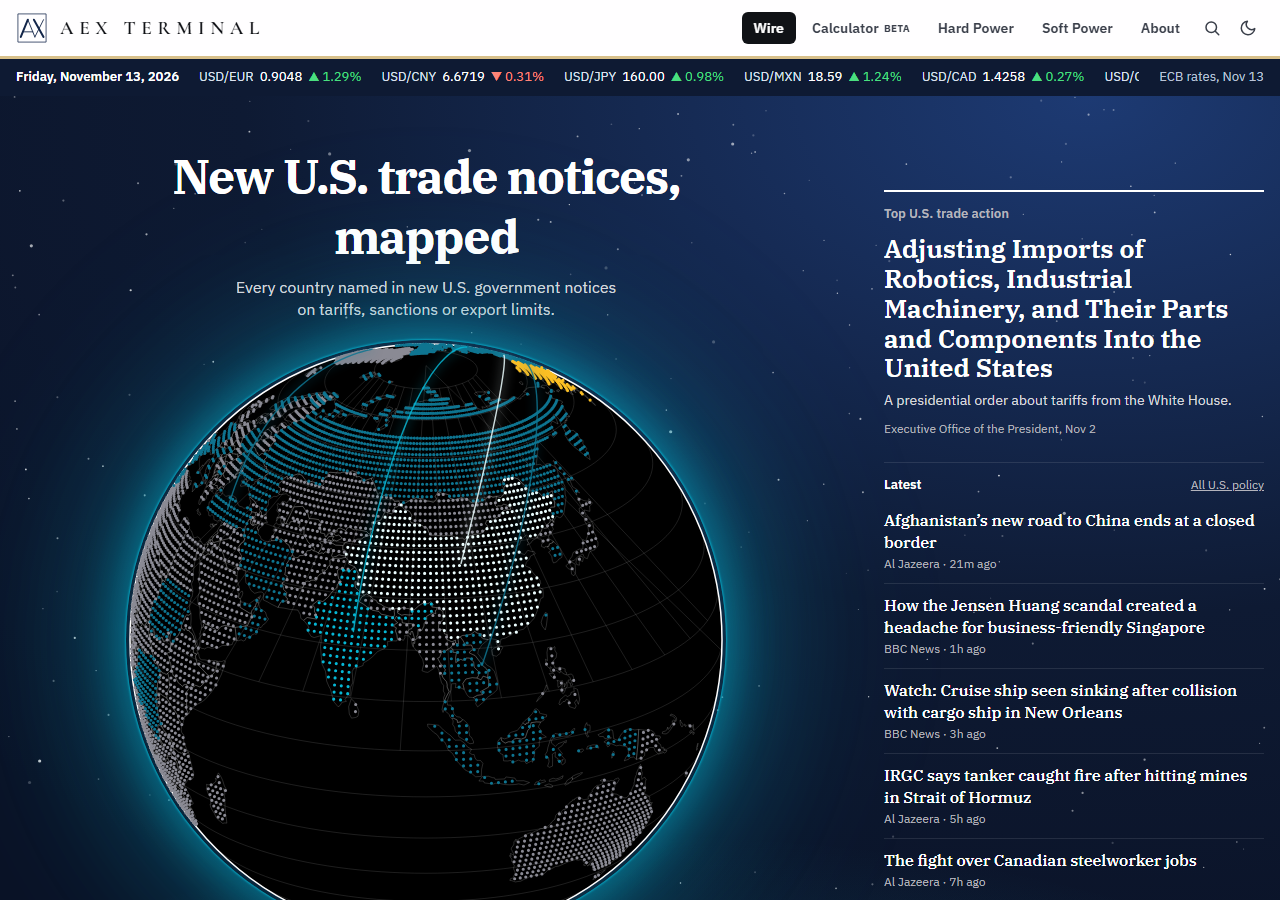 AEX TERMINAL
Wire
Calculator BETA
Hard Power
Soft Power
About
Friday, November 13, 2026 USD/EUR 0.9048 ▲ 1.29% USD/CNY 6.6719 ▼ 0.31% USD/JPY 160.00 ▲ 0.98% USD/MXN 18.59 ▲ 1.24% USD/CAD 1.4258 ▲ 0.27% ECB rates, Nov 13
New U.S. trade notices,
mapped
Every country named in new U.S. government notices
on tariffs, sanctions or export limits.
Top U.S. trade action
Adjusting Imports of
Robotics, Industrial
Machinery, and Their Parts
and Components Into the
United States
A presidential order about tariffs from the White House.
Executive Office of the President, Nov 2
Latest
All U.S. policy
Afghanistan’s new road to China ends at a closed
border
Al Jazeera · 21m ago
How the Jensen Huang scandal created a
headache for business-friendly Singapore
BBC News · 1h ago
Watch: Cruise ship seen sinking after collision
with cargo ship in New Orleans
BBC News · 3h ago
IRGC says tanker caught fire after hitting mines
in Strait of Hormuz
Al Jazeera · 5h ago
The fight over Canadian steelworker jobs
Al Jazeera · 7h ago